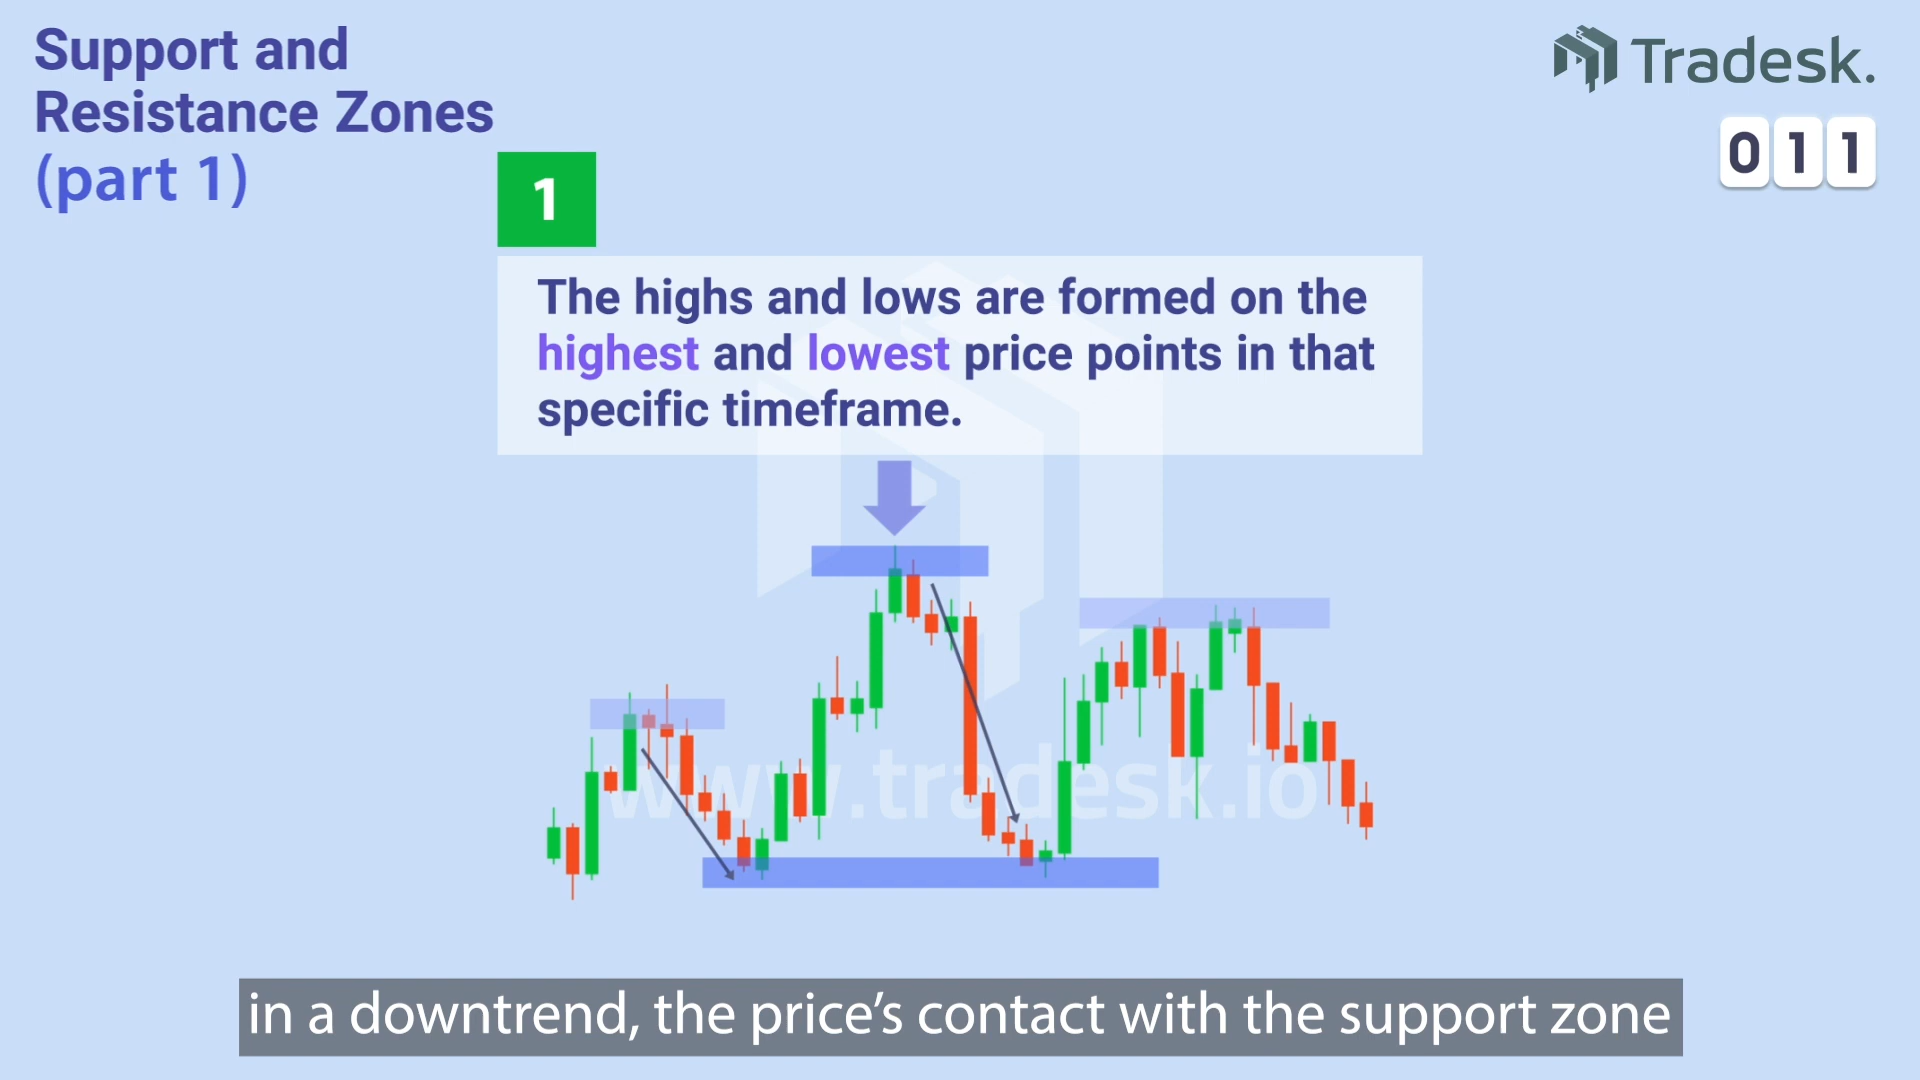 Support and
Resistance Zones
(part 1)
Tradesk.
011
1
The highs and lows are formed on the
highest and lowest price points in that
specific timeframe.
www.tradesk.io
in a downtrend, the price’s contact with the support zone